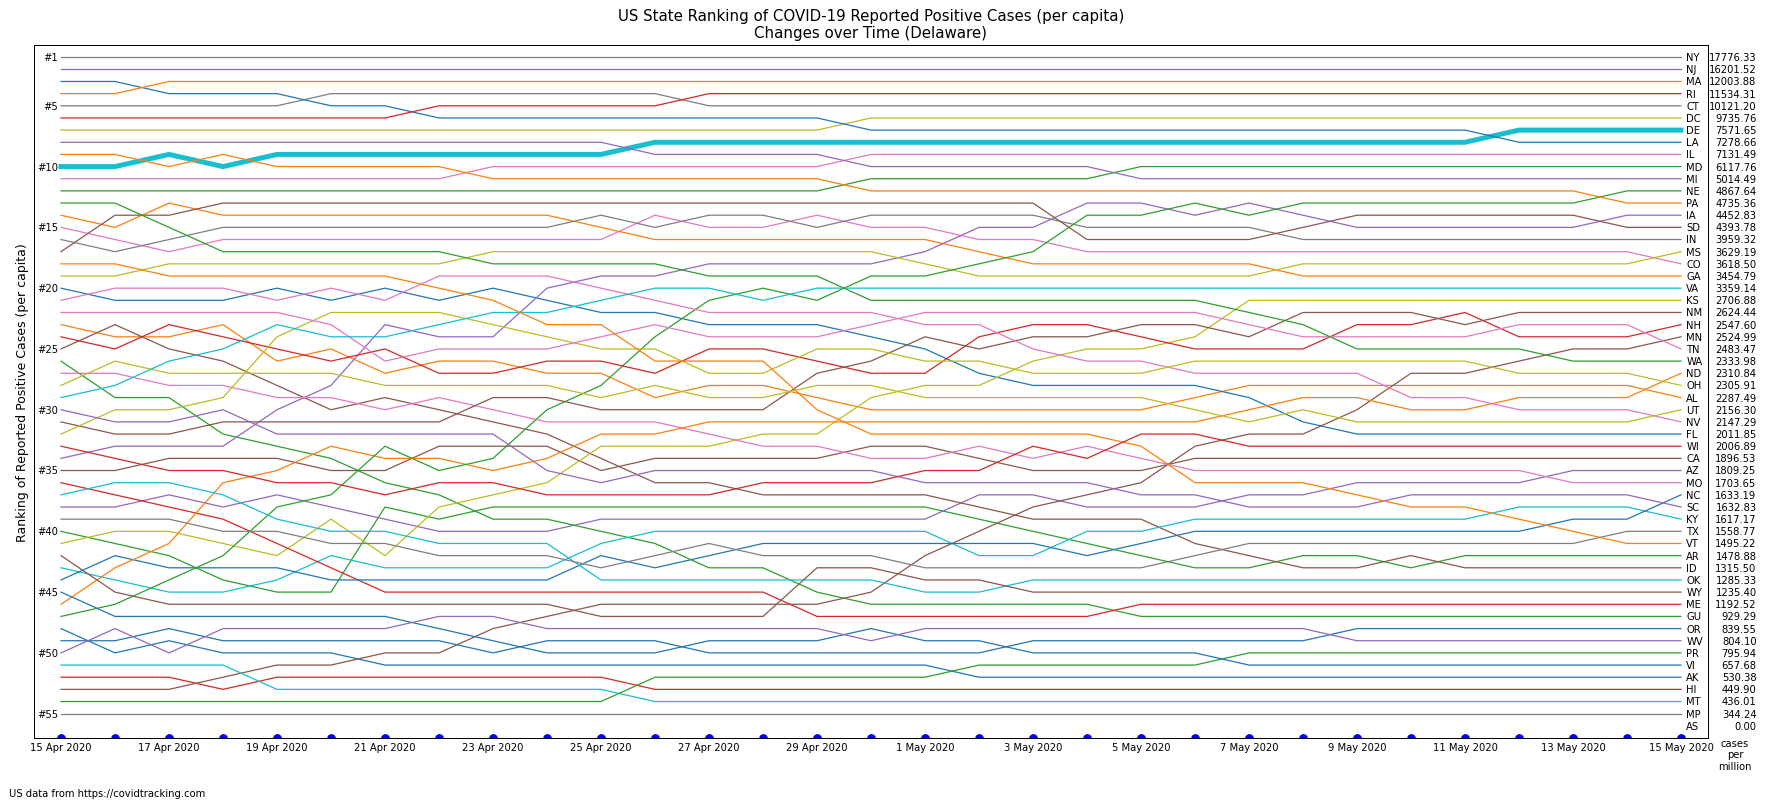 US State Ranking of COVID-19 Reported Positive Cases (per capita)
Changes over Time (Delaware)
Ranking of Reported Positive Cases (per capita)
#1
#5
#10
#15
#20
#25
#30
#35
#40
#45
#50
#55
NY 17776.33
NJ 16201.52
MA 12003.88
RI 11534.31
CT 10121.20
DC 9735.76
DE 7571.65
LA 7278.66
IL 7131.49
MD 6117.76
MI 5014.49
NE 4867.64
PA 4735.36
IA 4452.83
SD 4393.78
IN 3959.32
MS 3629.19
CO 3618.50
GA 3454.79
VA 3359.14
KS 2706.88
NM 2624.44
NH 2547.60
MN 2524.99
TN 2483.47
WA 2333.98
ND 2310.84
OH 2305.91
AL 2287.49
UT 2156.30
NV 2147.29
FL 2011.85
WI 2006.89
CA 1896.53
AZ 1809.25
MO 1703.65
NC 1633.19
SC 1632.83
KY 1617.17
TX 1558.77
VT 1495.22
AR 1478.88
ID 1315.50
OK 1285.33
WY 1235.40
ME 1192.52
GU 929.29
OR 839.55
WV 804.10
PR 795.94
VI 657.68
AK 530.38
HI 449.90
MT 436.01
MP 344.24
AS 0.00
15 Apr 2020 17 Apr 2020 19 Apr 2020 21 Apr 2020 23 Apr 2020 25 Apr 2020 27 Apr 2020 29 Apr 2020 1 May 2020 3 May 2020 5 May 2020 7 May 2020 9 May 2020 11 May 2020 13 May 2020 15 May 2020
cases
per
million
US data from https://covidtracking.com